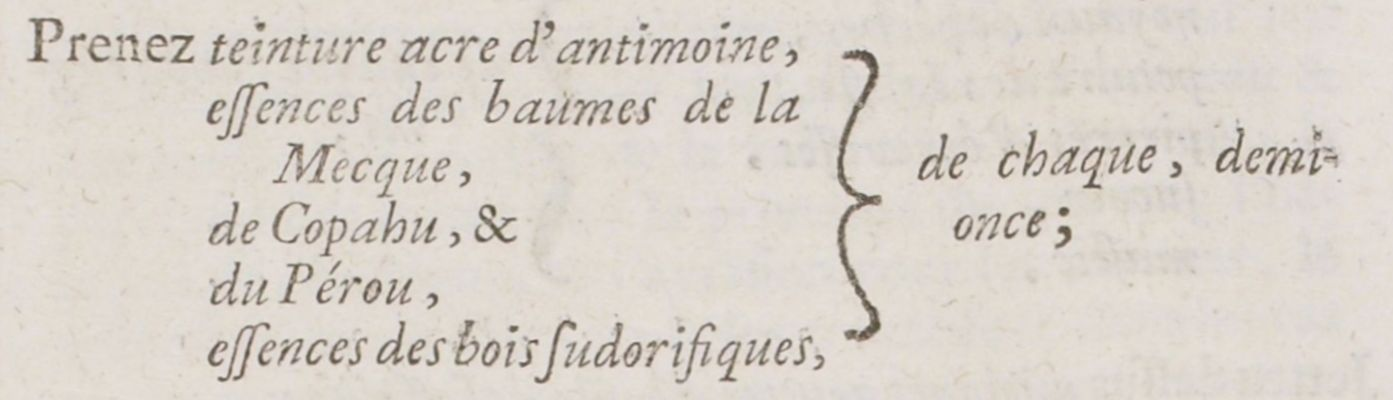 Prenez teinture acre d'antimoine,
eſſences des baumes de la
Mecque,
de Copahu, &
du Pérou,
eſſences des bois ſudorifiques,
de chaque, demi-
once;